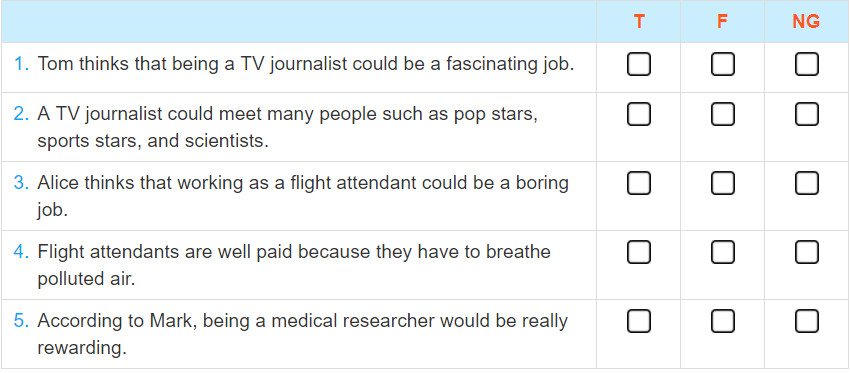 T F NG
1. Tom thinks that being a TV journalist could be a fascinating job.
2. A TV journalist could meet many people such as pop stars,
sports stars, and scientists.
3. Alice thinks that working as a flight attendant could be a boring
job.
4. Flight attendants are well paid because they have to breathe
polluted air.
5. According to Mark, being a medical researcher would be really
rewarding.